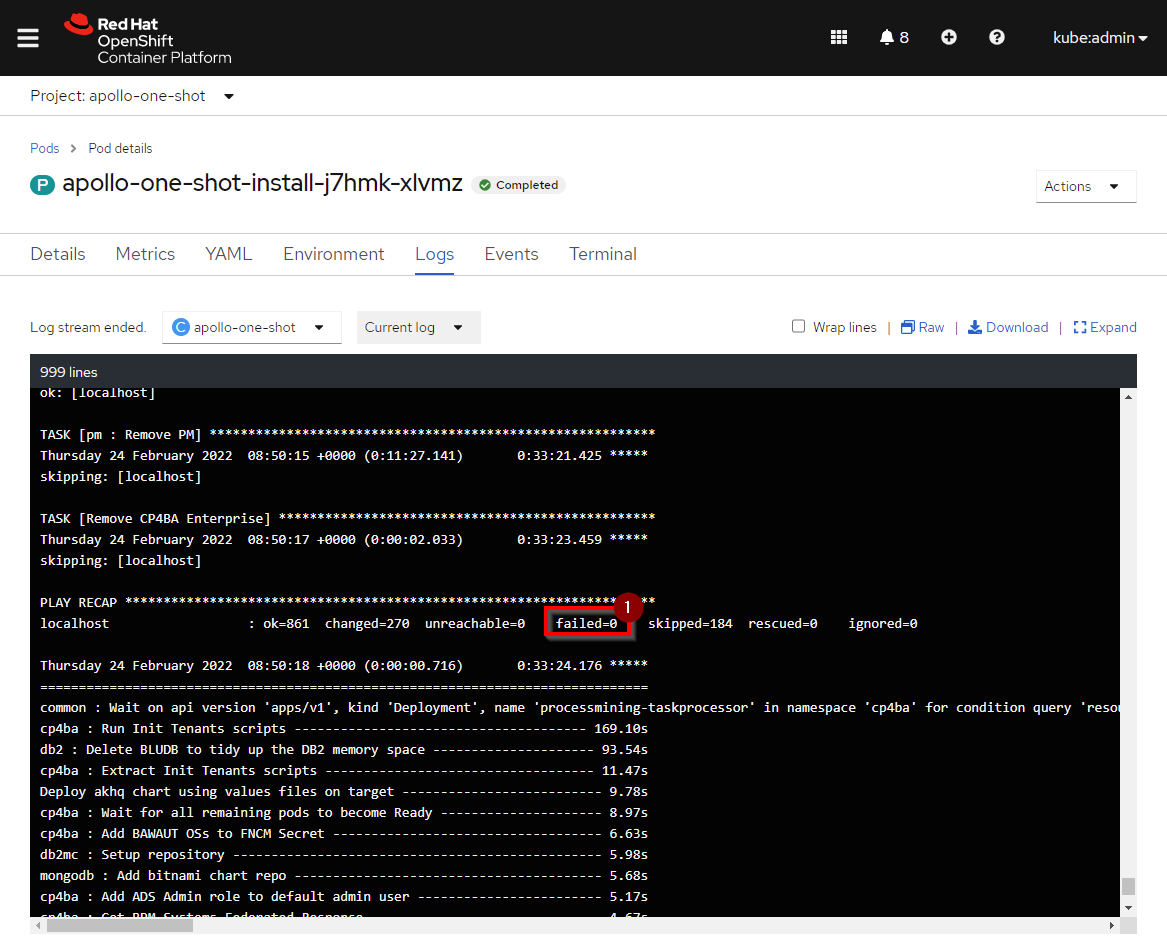 Red Hat
OpenShift
Container Platform
8
kube:admin
Project: apollo-one-shot
Pods > Pod details
P apollo-one-shot-install-j7hmk-xlvmz Completed
Actions
Details Metrics YAML Environment Logs Events Terminal
Log stream ended. C apollo-one-shot Current log Wrap lines | Raw | Download | Expand
999 lines
ok: [localhost]
TASK [pm : Remove PM] **********************************************************
Thursday 24 February 2022  08:50:15 +0000 (0:11:27.141)       0:33:21.425 *****
skipping: [localhost]
TASK [Remove CP4BA Enterprise] *************************************************
Thursday 24 February 2022  08:50:17 +0000 (0:00:02.033)       0:33:23.459 *****
skipping: [localhost]
1
PLAY RECAP *********************************************************************
localhost                  : ok=861  changed=270  unreachable=0    failed=0    skipped=184  rescued=0    ignored=0
Thursday 24 February 2022  08:50:18 +0000 (0:00:00.716)       0:33:24.176 *****
===============================================================================
common : Wait on api version 'apps/v1', kind 'Deployment', name 'processmining-taskprocessor' in namespace 'cp4ba' for condition query 'resou
cp4ba : Run Init Tenants scripts -------------------------------------- 169.10s
db2 : Delete BLUDB to tidy up the DB2 memory space --------------------- 93.54s
cp4ba : Extract Init Tenants scripts ----------------------------------- 11.47s
Deploy akhq chart using values files on target -------------------------- 9.78s
cp4ba : Wait for all remaining pods to become Ready --------------------- 8.97s
cp4ba : Add BAWAUT OSs to FNCM Secret ----------------------------------- 6.63s
db2mc : Setup repository ------------------------------------------------ 5.98s
mongodb : Add bitnami chart repo ---------------------------------------- 5.68s
cp4ba : Add ADS Admin role to default admin user ------------------------ 5.17s
cp4ba : Get BPM Systems Federated Response ------------------------------ 4.67s